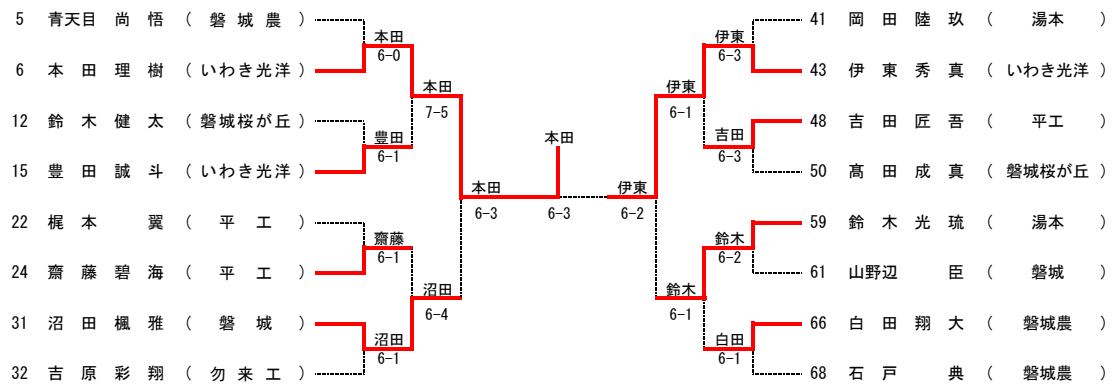 5 青天目 尚 悟 ( 磐 城 農 )
本田
6-0
6 本 田 理 樹 ( いわき光洋 )
本田
7-5
12 鈴 木 健 太 ( 磐城桜が丘 )
豊田
6-1
15 豊 田 誠 斗 ( いわき光洋 )
本田
6-3
22 梶 本 翼 ( 平 工 )
齋藤
6-1
24 齋 藤 碧 海 ( 平 工 )
沼田
6-4
31 沼 田 楓 雅 ( 磐 城 )
沼田
6-1
32 吉 原 彩 翔 ( 勿 来 工 )
本田
6-3
41 岡 田 陸 玖 ( 湯本 )
伊東
6-3
43 伊 東 秀 真 ( いわき光洋 )
伊東
6-1
48 吉 田 匠 吾 ( 平工 )
吉田
6-3
50 髙 田 成 真 ( 磐城桜が丘 )
伊東
6-2
59 鈴 木 光 琉 ( 湯本 )
鈴木
6-2
61 山野辺 臣 ( 磐城 )
鈴木
6-1
66 白 田 翔 大 ( 磐城農 )
白田
6-1
68 石 戸 典 ( 磐城農 )